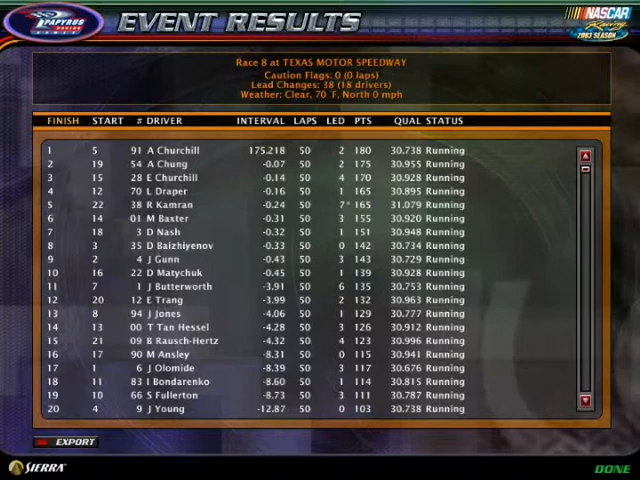 PAPYRUS
RACING
GAMES
EVENT RESULTS
NASCAR
Racing
2003 SEASON
Race 8 at TEXAS MOTOR SPEEDWAY
Caution Flags: 0 (0 laps)
Lead Changes: 38 (18 drivers)
Weather: Clear, 70 °F, North 0 mph
FINISH START # DRIVER INTERVAL LAPS LED PTS QUAL STATUS
1 5 91 A Churchill 175.218 50 2 180 30.738 Running
2 19 54 A Chung -0.07 50 2 175 30.955 Running
3 15 28 E Churchill -0.14 50 4 170 30.928 Running
4 12 70 L Draper -0.16 50 1 165 30.895 Running
5 22 38 R Kamran -0.24 50 7* 165 31.079 Running
6 14 01 M Baxter -0.31 50 3 155 30.920 Running
7 18 3 D Nash -0.32 50 1 151 30.948 Running
8 3 35 D Baizhiyenov -0.33 50 0 142 30.734 Running
9 2 4 J Gunn -0.43 50 3 143 30.729 Running
10 16 22 D Matychuk -0.45 50 1 139 30.928 Running
11 7 1 J Butterworth -3.91 50 6 135 30.753 Running
12 20 12 E Trang -3.99 50 2 132 30.963 Running
13 8 94 J Jones -4.06 50 1 129 30.777 Running
14 13 00 T Tan Hessel -4.28 50 3 126 30.912 Running
15 21 09 B Rausch-Hertz -4.32 50 4 123 30.996 Running
16 17 90 M Ansley -8.31 50 0 115 30.941 Running
17 1 6 J Olomide -8.39 50 3 117 30.676 Running
18 11 83 I Bondarenko -8.60 50 1 114 30.815 Running
19 10 66 S Fullerton -8.73 50 3 111 30.787 Running
20 4 9 J Young -12.87 50 0 103 30.738 Running
EXPORT
SIERRA
DONE